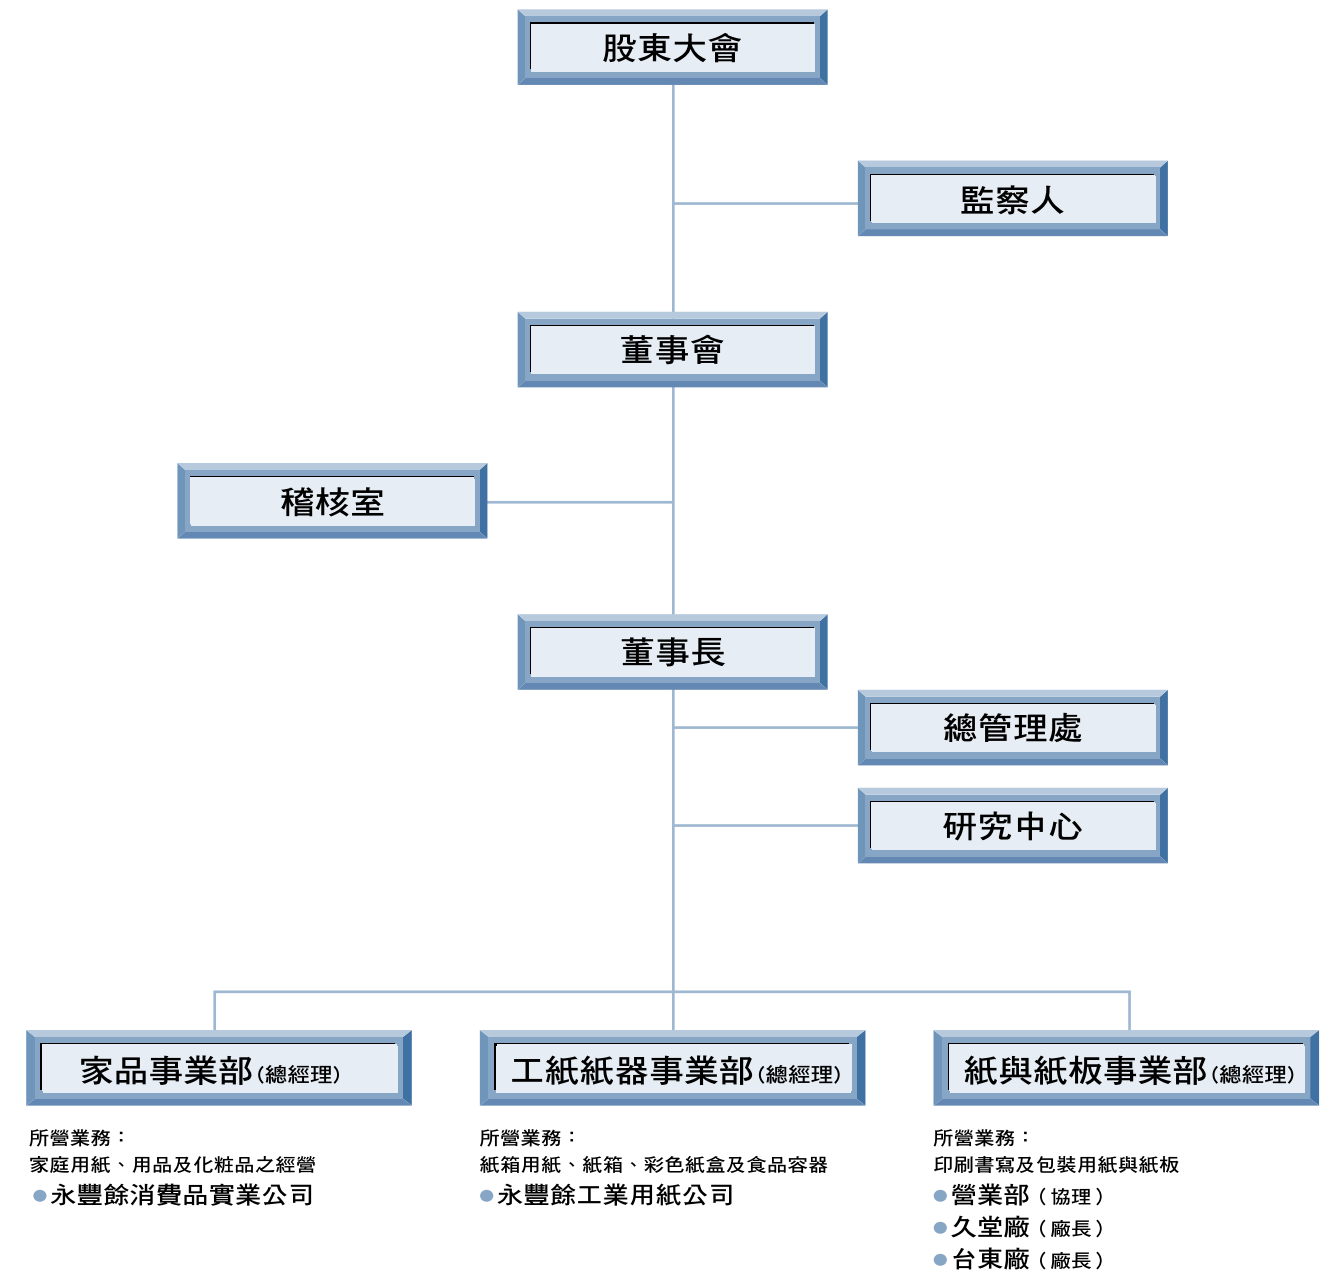 股東大會
監察人
董事會
稽核室
董事長
總管理處
研究中心
家品事業部(總經理)
工紙紙器事業部(總經理)
紙與紙板事業部(總經理)
所營業務：
家庭用紙、用品及化粧品之經營
●永豐餘消費品實業公司
所營業務：
紙箱用紙、紙箱、彩色紙盒及食品容器
●永豐餘工業用紙公司
所營業務：
印刷書寫及包裝用紙與紙板
●營業部（協理）
●久堂廠（廠長）
●台東廠（廠長）